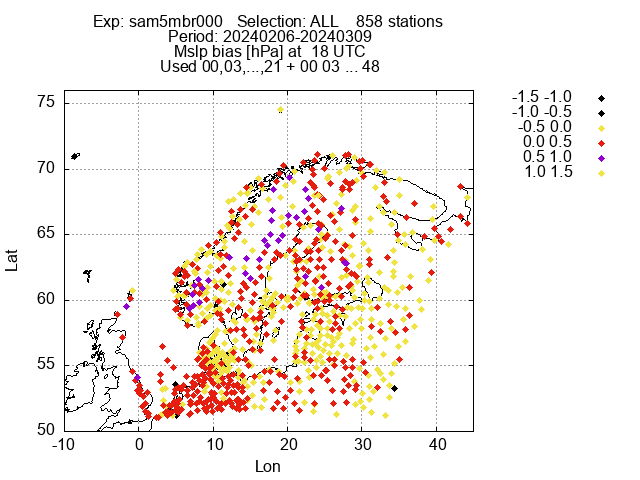 Exp: sam5mbr000 Selection: ALL 858 stations
Period: 20240206-20240309
Mslp bias [hPa] at 18 UTC
Used 00,03,...,21 + 00 03 ... 48
-1.5 -1.0
-1.0 -0.5
-0.5 0.0
0.0 0.5
0.5 1.0
1.0 1.5
75
70
65
60
55
50
Lat
-10 0 10 20 30 40
Lon